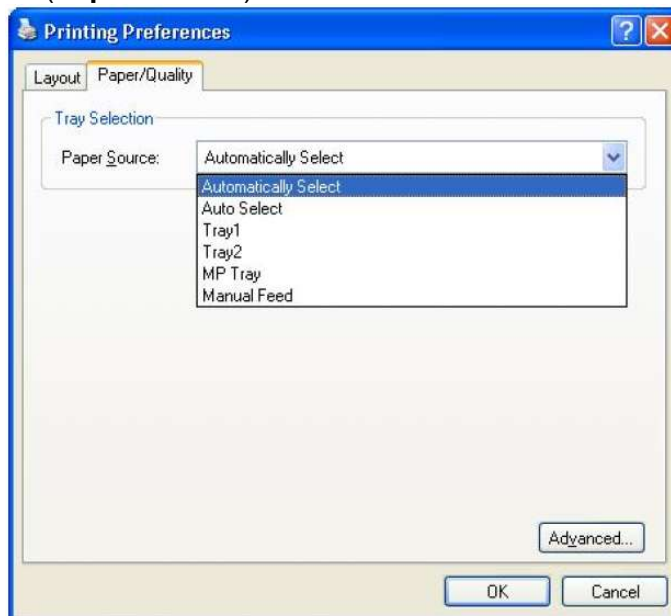 Printing Preferences
Layout Paper/Quality
Tray Selection
Paper Source: Automatically Select
Automatically Select
Auto Select
Tray1
Tray2
MP Tray
Manual Feed
Advanced...
OK Cancel